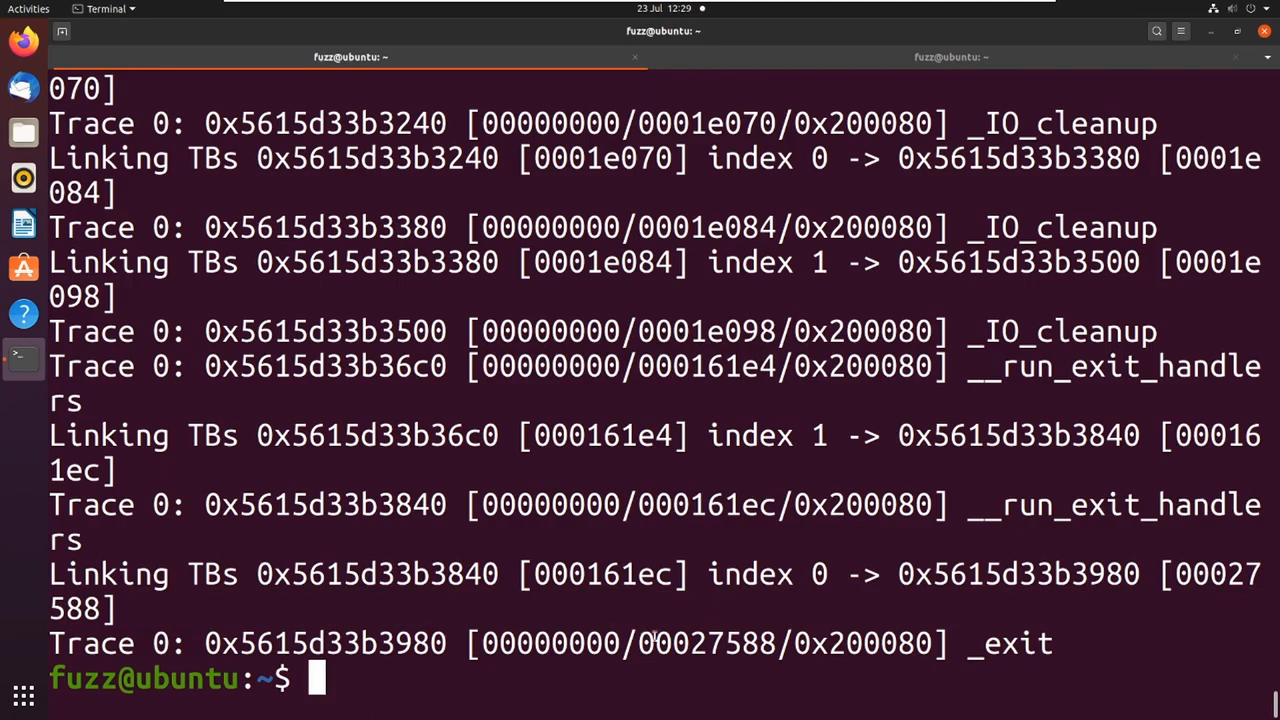 Activities
Terminal
23 Jul 12:29
fuzz@ubuntu: ~
fuzz@ubuntu: ~
fuzz@ubuntu: ~
070]
Trace 0: 0x5615d33b3240 [00000000/0001e070/0x200080] _IO_cleanup
Linking TBs 0x5615d33b3240 [0001e070] index 0 -> 0x5615d33b3380 [0001e
084]
Trace 0: 0x5615d33b3380 [00000000/0001e084/0x200080] _IO_cleanup
Linking TBs 0x5615d33b3380 [0001e084] index 1 -> 0x5615d33b3500 [0001e
098]
Trace 0: 0x5615d33b3500 [00000000/0001e098/0x200080] _IO_cleanup
Trace 0: 0x5615d33b36c0 [00000000/000161e4/0x200080] __run_exit_handle
rs
Linking TBs 0x5615d33b36c0 [000161e4] index 1 -> 0x5615d33b3840 [00016
1ec]
Trace 0: 0x5615d33b3840 [00000000/000161ec/0x200080] __run_exit_handle
rs
Linking TBs 0x5615d33b3840 [000161ec] index 0 -> 0x5615d33b3980 [00027
588]
Trace 0: 0x5615d33b3980 [00000000/00027588/0x200080] _exit
fuzz@ubuntu:~$